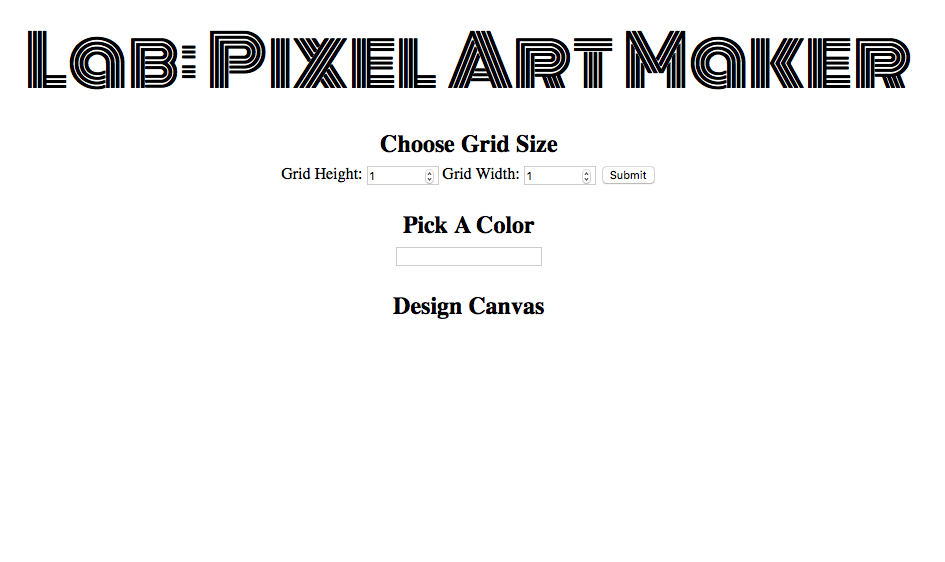 Lab: Pixel Art Maker
Choose Grid Size
Grid Height: 1 Grid Width: 1 Submit
Pick A Color
Design Canvas